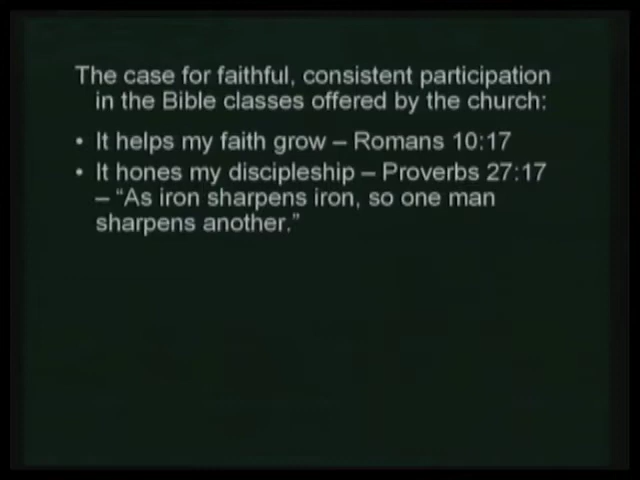 The case for faithful, consistent participation
in the Bible classes offered by the church:
• It helps my faith grow – Romans 10:17
• It hones my discipleship – Proverbs 27:17
– “As iron sharpens iron, so one man
sharpens another.”